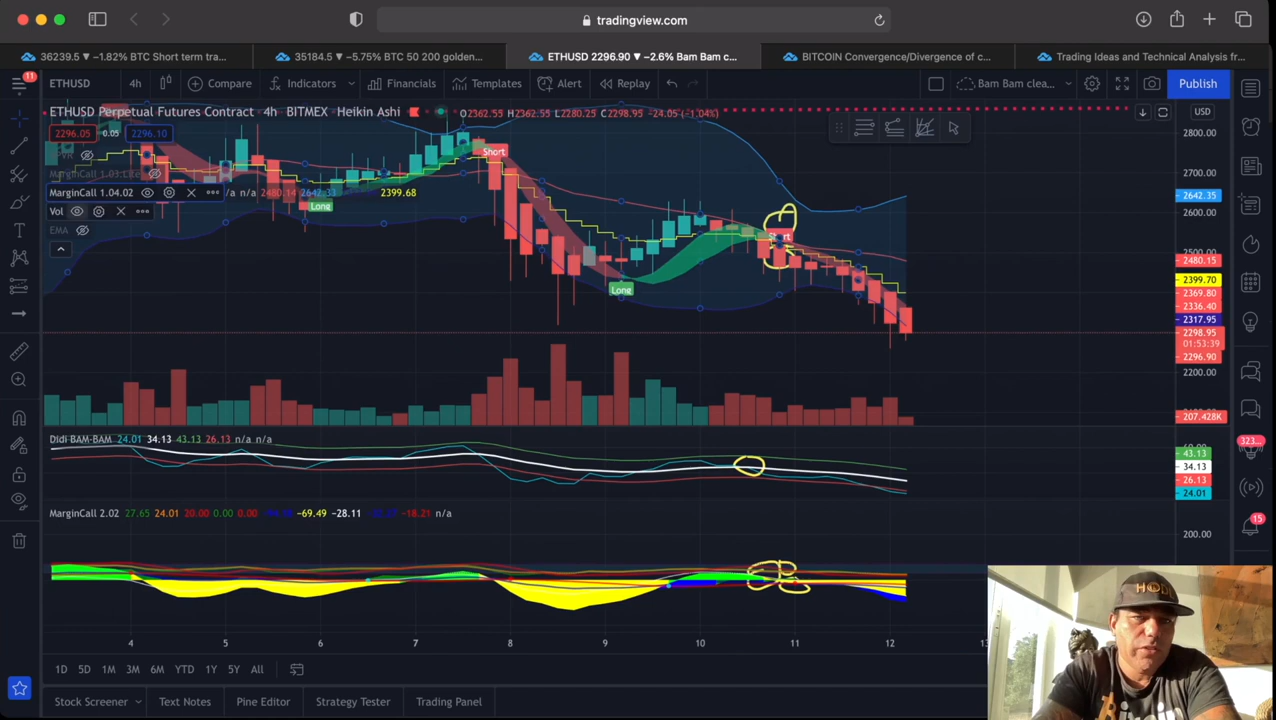 tradingview.com
36239.5 ▼ −1.82% BTC Short term tra...
35184.5 ▼ −5.75% BTC 50 200 golden...
ETHUSD 2296.90 ▼ −2.6% Bam Bam c...
BITCOIN Convergence/Divergence of c...
Trading Ideas and Technical Analysis fr...
11
ETHUSD
4h
Compare
Indicators
Financials
Templates
Alert
Replay
Bam Bam clea...
Publish
ETHUSD Perpetual Futures Contract · 4h · BITMEX · Heikin Ashi
O2362.55 H2362.55 L2280.25 C2298.95 −24.05 (−1.04%)
USD
2296.05 0.05 2296.10
MarginCall 1.04.02
2480.14
2399.68
Vol
EMA
Short
Long
Long
2800.00
2700.00
2642.35
2600.00
2500.00
2480.15
2399.70
2369.80
2336.40
2317.95
2298.95
01:53:39
2296.90
2200.00
207.428K
Didi BAM-BAM 24.01 34.13 43.13 26.13 n/a n/a
43.13
34.13
26.13
24.01
MarginCall 2.02 27.65 24.01 20.00 0.00 0.00
−69.49 −28.11
−18.21 n/a
200.00
323...
15
4 5 6 7 8 9 10 11 12 13
1D 5D 1M 3M 6M YTD 1Y 5Y All
Stock Screener
Text Notes
Pine Editor
Strategy Tester
Trading Panel